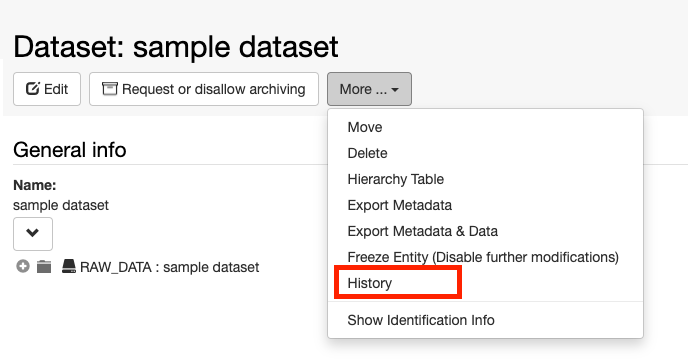 Dataset: sample dataset
Edit
Request or disallow archiving
More ...
Move
Delete
Hierarchy Table
Export Metadata
Export Metadata & Data
Freeze Entity (Disable further modifications)
History
Show Identification Info
General info
Name:
sample dataset
RAW_DATA : sample dataset